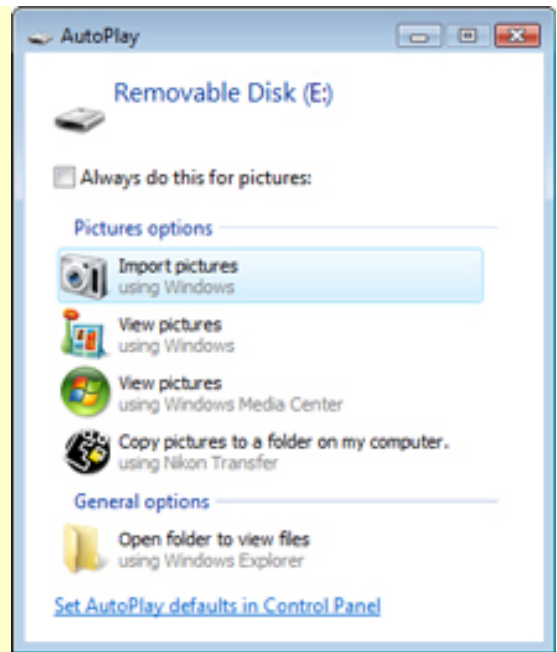 AutoPlay
Removable Disk (E:)
Always do this for pictures:
Pictures options
Import pictures
using Windows
View pictures
using Windows
View pictures
using Windows Media Center
Copy pictures to a folder on my computer.
using Nikon Transfer
General options
Open folder to view files
using Windows Explorer
Set AutoPlay defaults in Control Panel